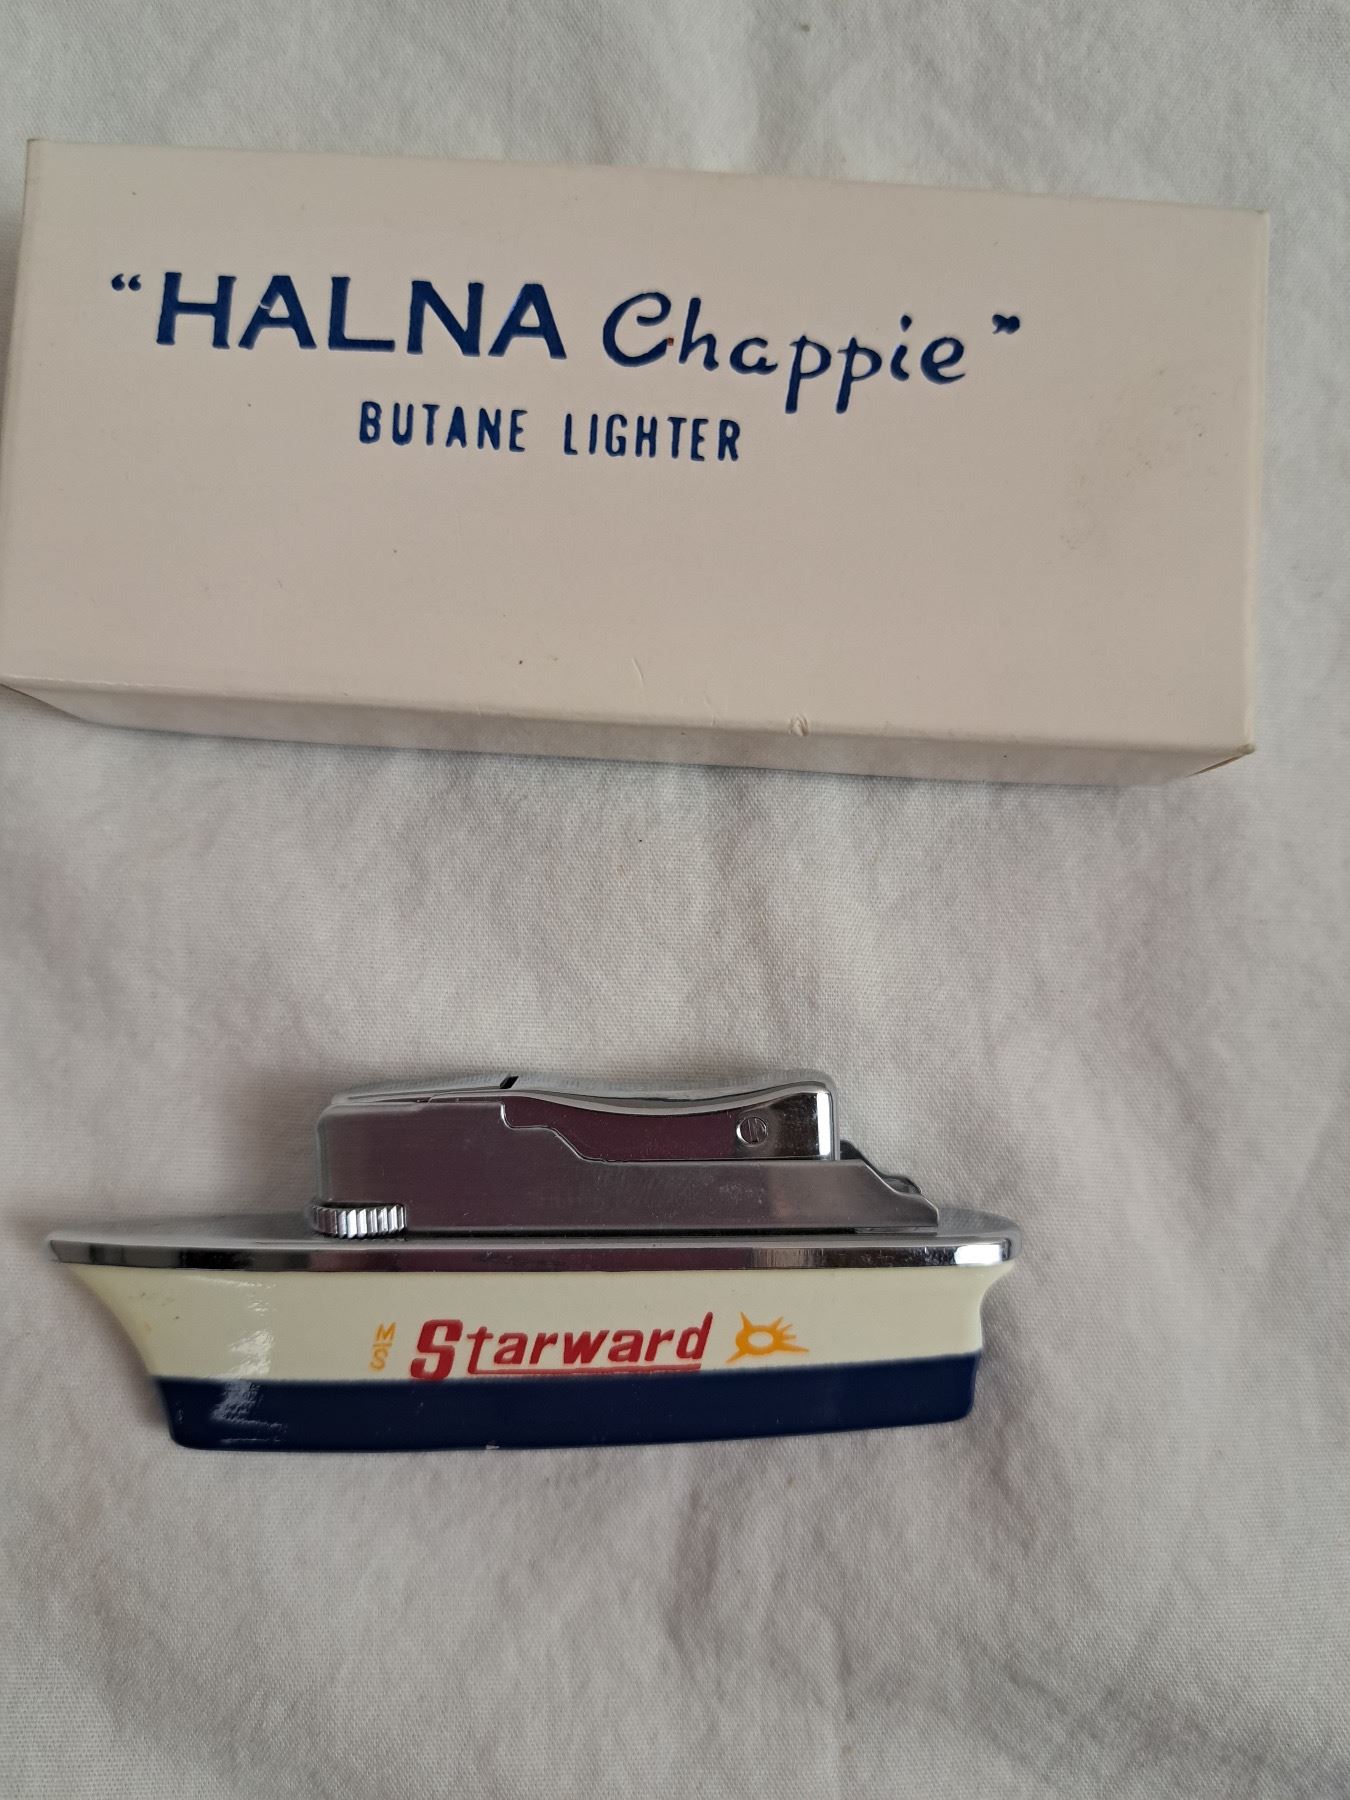 “HALNA Chappie”
BUTANE LIGHTER
M/S Starward